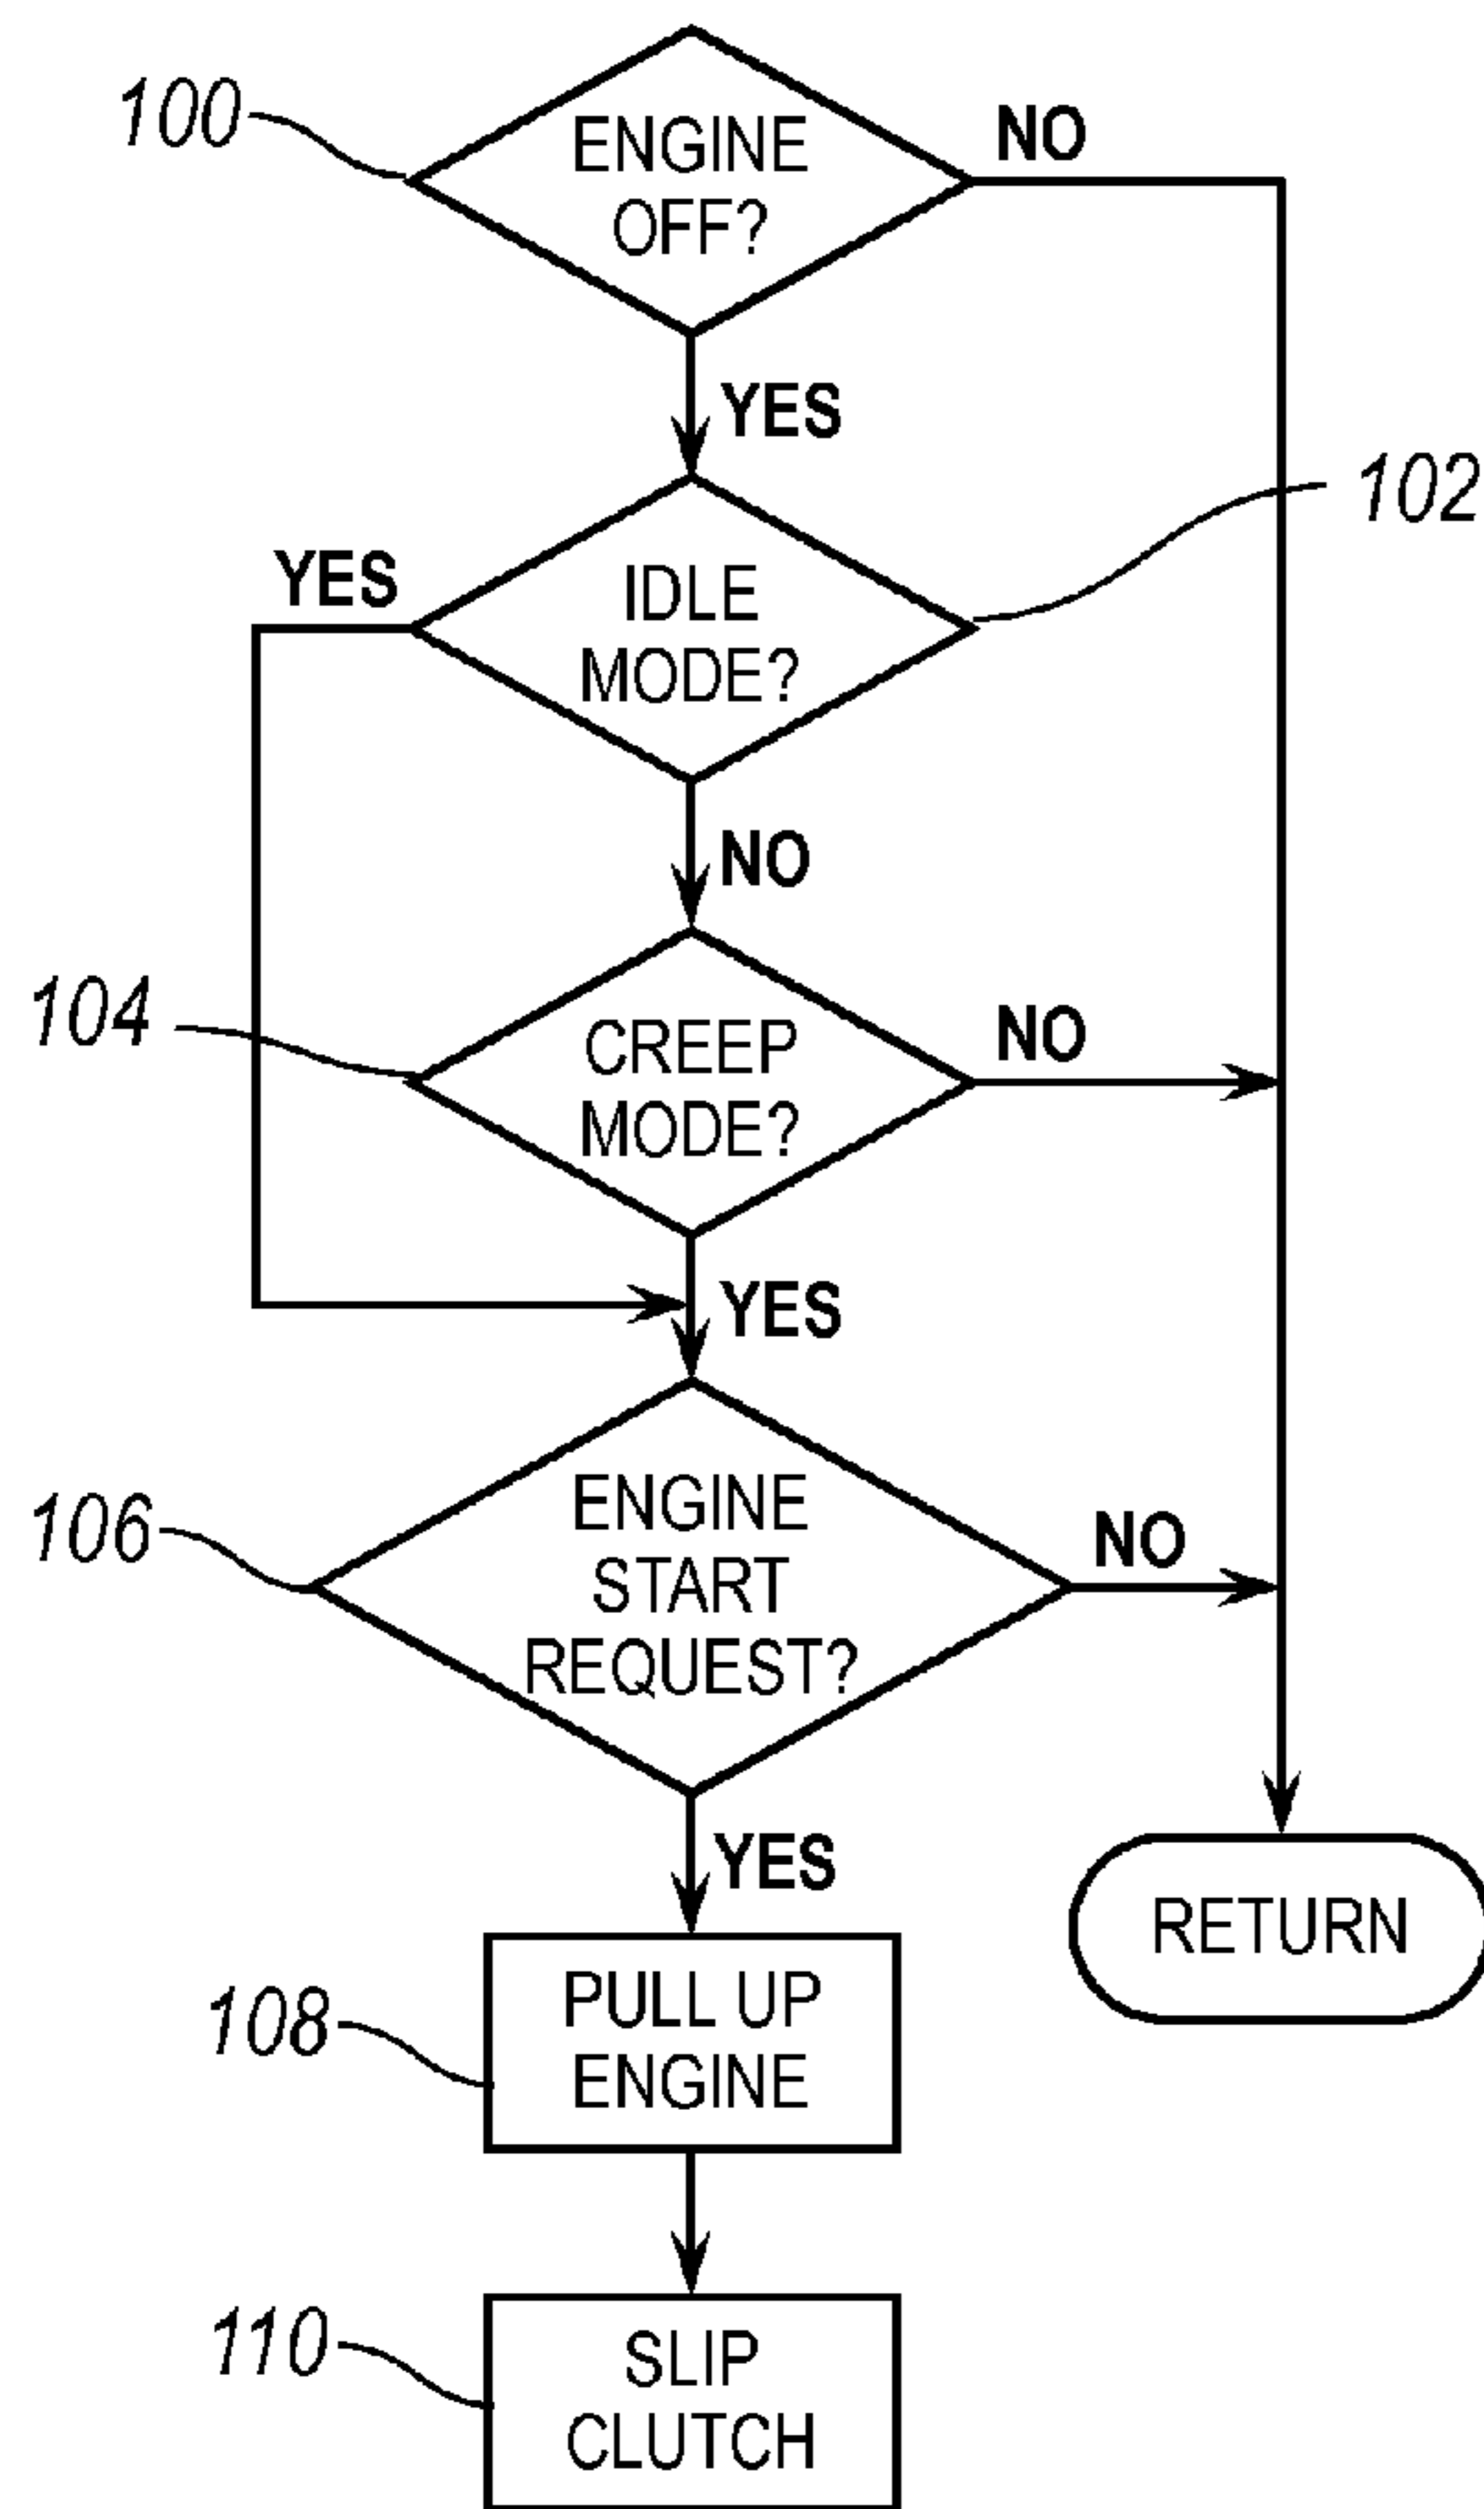 100
ENGINE
OFF?
NO
YES
102
YES
IDLE
MODE?
NO
104
CREEP
MODE?
NO
YES
106
ENGINE
START
REQUEST?
NO
YES
RETURN
108
PULL UP
ENGINE
110
SLIP
CLUTCH